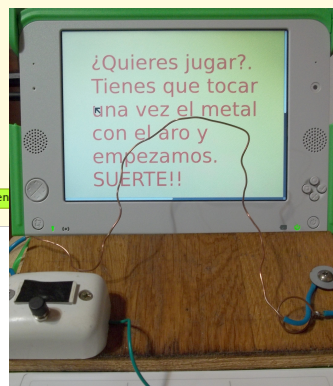 ¿Quieres jugar?.
Tienes que tocar
una vez el metal
con el aro y
empezamos.
SUERTE!!